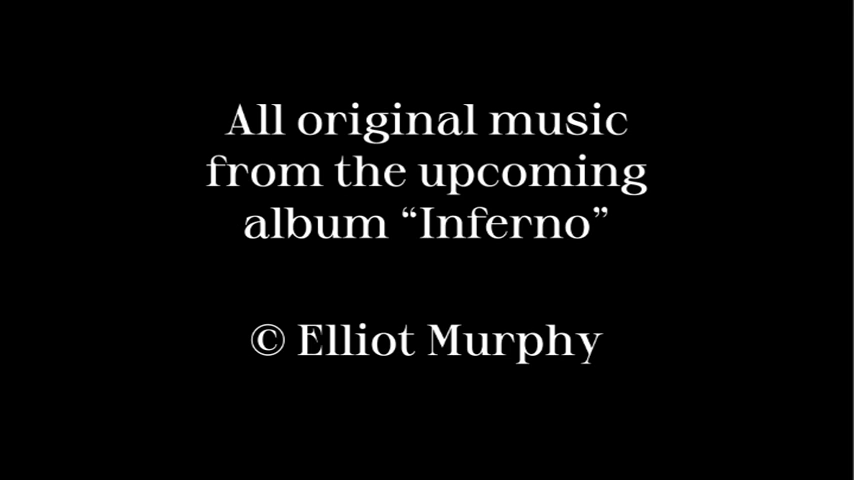 All original music
from the upcoming
album “Inferno”
© Elliot Murphy